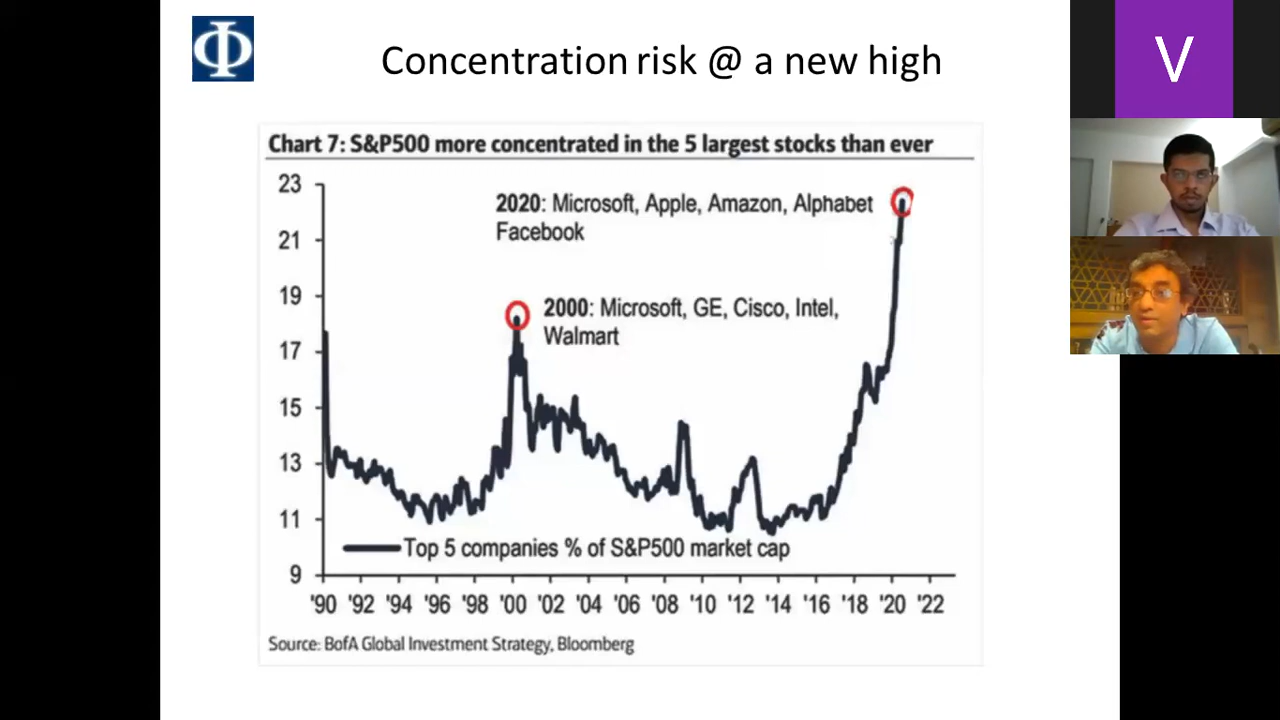 Φ
Concentration risk @ a new high
V
Chart 7: S&P500 more concentrated in the 5 largest stocks than ever
23
21
19
17
15
13
11
9
2020: Microsoft, Apple, Amazon, Alphabet
Facebook
2000: Microsoft, GE, Cisco, Intel,
Walmart
Top 5 companies % of S&P500 market cap
'90 '92 '94 '96 '98 '00 '02 '04 '06 '08 '10 '12 '14 '16 '18 '20 '22
Source: BofA Global Investment Strategy, Bloomberg